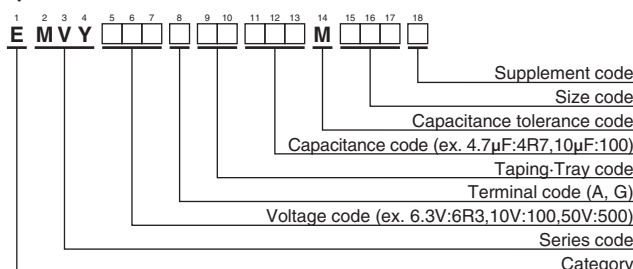 1 2 3 4 5 6 7 8 9 10 11 12 13 14 15 16 17 18
E M V Y M
Supplement code
Size code
Capacitance tolerance code
Capacitance code (ex. 4.7µF:4R7,10µF:100)
Taping·Tray code
Terminal code (A, G)
Voltage code (ex. 6.3V:6R3,10V:100,50V:500)
Series code
Category